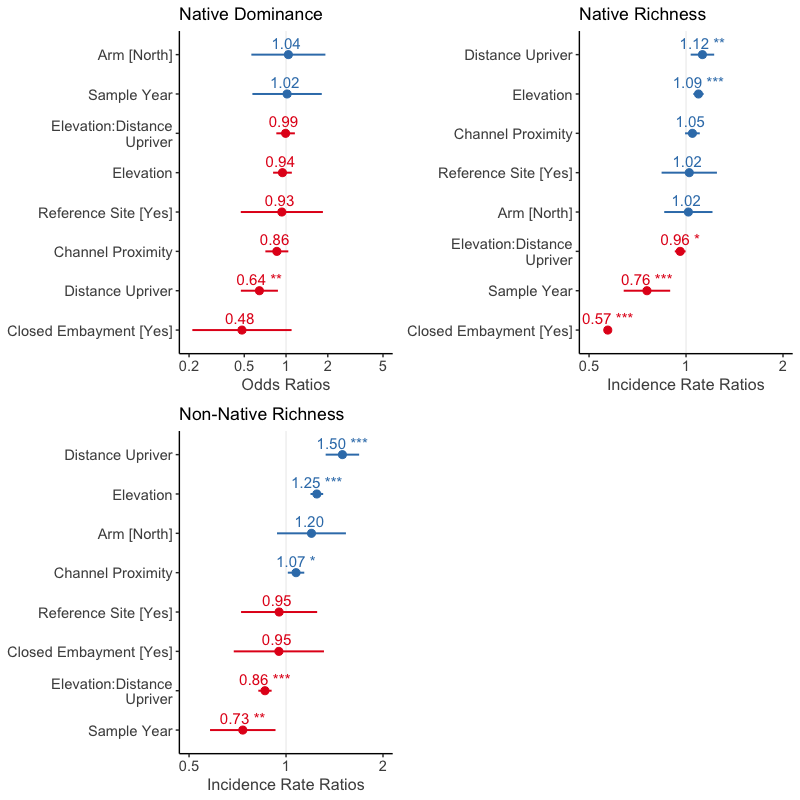 Native Dominance
Arm [North]
1.04
Sample Year
1.02
Elevation:Distance
Upriver
0.99
Elevation
0.94
Reference Site [Yes]
0.93
Channel Proximity
0.86
Distance Upriver
0.64 **
Closed Embayment [Yes]
0.48
0.2 0.5 1 2 5
Odds Ratios
Native Richness
Distance Upriver
1.12 **
Elevation
1.09 ***
Channel Proximity
1.05
Reference Site [Yes]
1.02
Arm [North]
1.02
Elevation:Distance
Upriver
0.96 *
Sample Year
0.76 ***
Closed Embayment [Yes]
0.57 ***
0.5 1 2
Incidence Rate Ratios
Non-Native Richness
Distance Upriver
1.50 ***
Elevation
1.25 ***
Arm [North]
1.20
Channel Proximity
1.07 *
Reference Site [Yes]
0.95
Closed Embayment [Yes]
0.95
Elevation:Distance
Upriver
0.86 ***
Sample Year
0.73 **
0.5 1 2
Incidence Rate Ratios